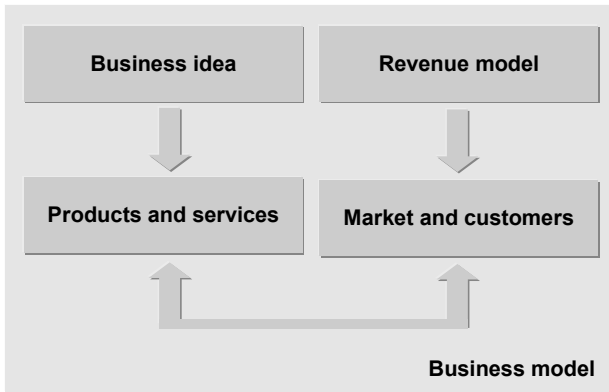 Business idea
Revenue model
Products and services
Market and customers
Business model